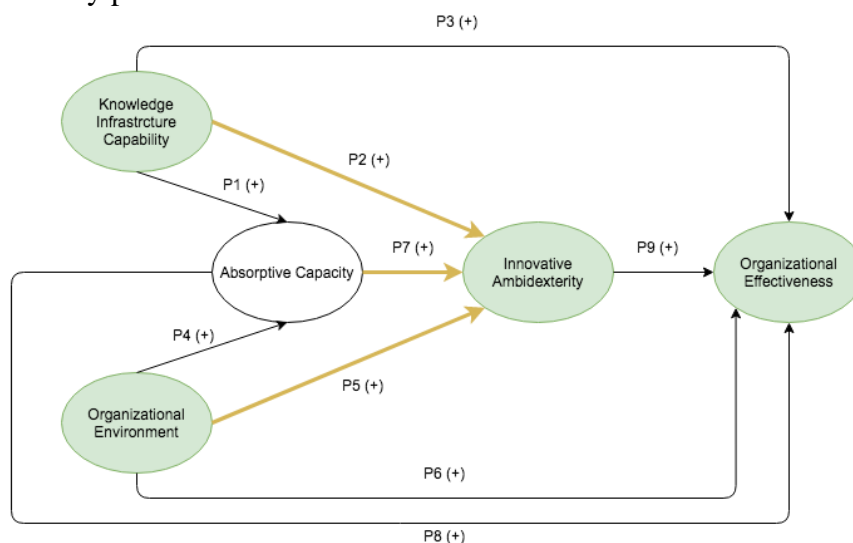 P3 (+)
Knowledge
Infrastrcture
Capability
P2 (+)
P1 (+)
Absorptive Capacity
P7 (+)
Innovative
Ambidexterity
P9 (+)
Organizational
Effectiveness
P4 (+)
P5 (+)
Organizational
Environment
P6 (+)
P8 (+)